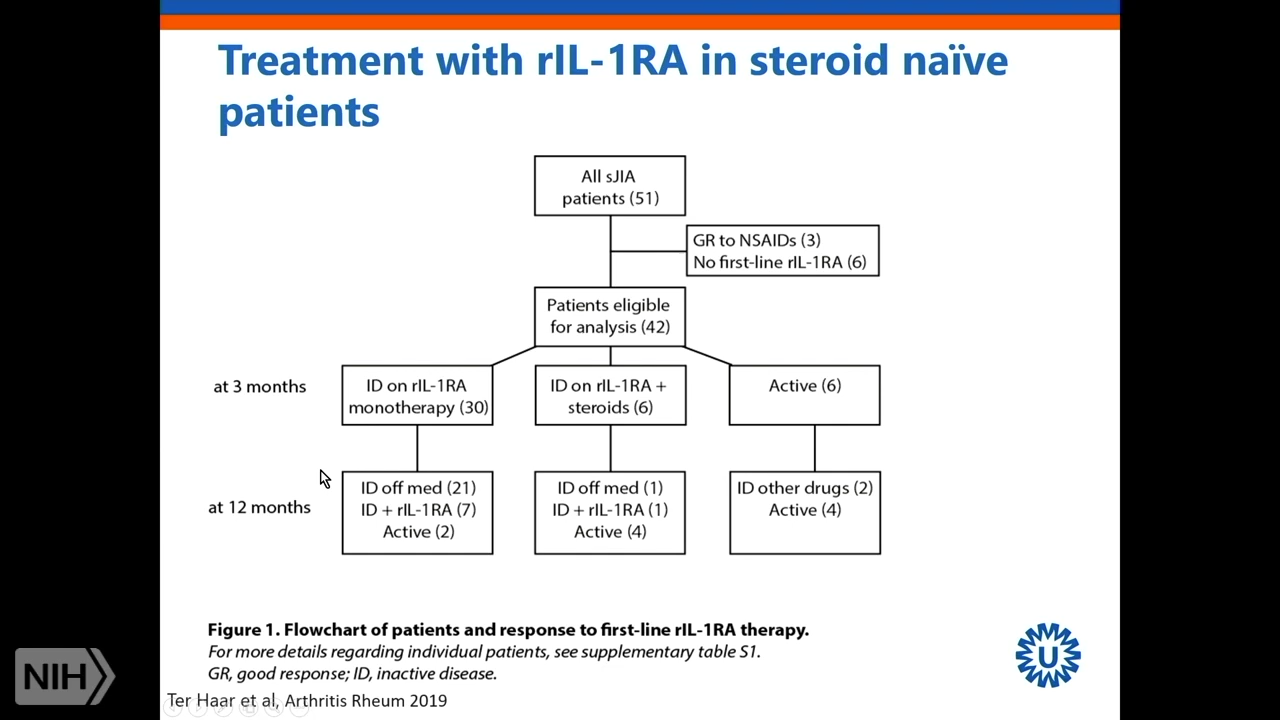 Treatment with rIL-1RA in steroid naïve
patients
All sJIA
patients (51)
GR to NSAIDs (3)
No first-line rIL-1RA (6)
Patients eligible
for analysis (42)
at 3 months
ID on rIL-1RA
monotherapy (30)
ID on rIL-1RA +
steroids (6)
Active (6)
at 12 months
ID off med (21)
ID + rIL-1RA (7)
Active (2)
ID off med (1)
ID + rIL-1RA (1)
Active (4)
ID other drugs (2)
Active (4)
Figure 1. Flowchart of patients and response to first-line rIL-1RA therapy.
For more details regarding individual patients, see supplementary table S1.
GR, good response; ID, inactive disease.
Ter Haar et al, Arthritis Rheum 2019
NIH
U